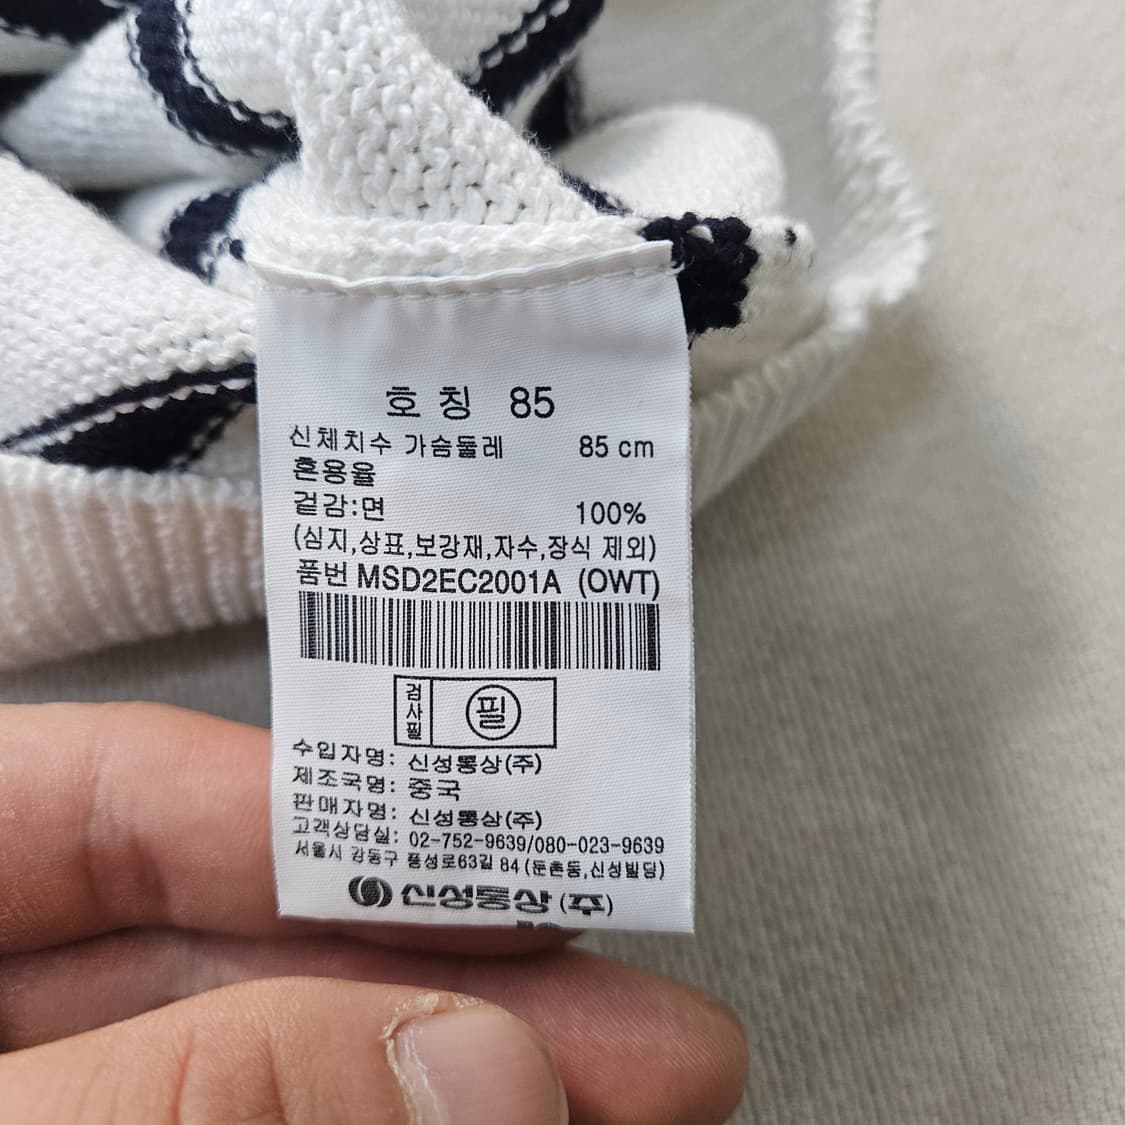 호칭 85
신체치수 가슴둘레 85 cm
혼용율
겉감:면 100%
(심지,상표,보강재,자수,장식 제외)
품번 MSD2EC2001A (OWT)
검사필 필
수입자명: 신성통상(주)
제조국명: 중국
판매자명: 신성통상(주)
고객상담실: 02-752-9639/080-023-9639
서울시 강동구 풍성로63길 84 (둔촌동,신성빌딩)
신성통상(주)